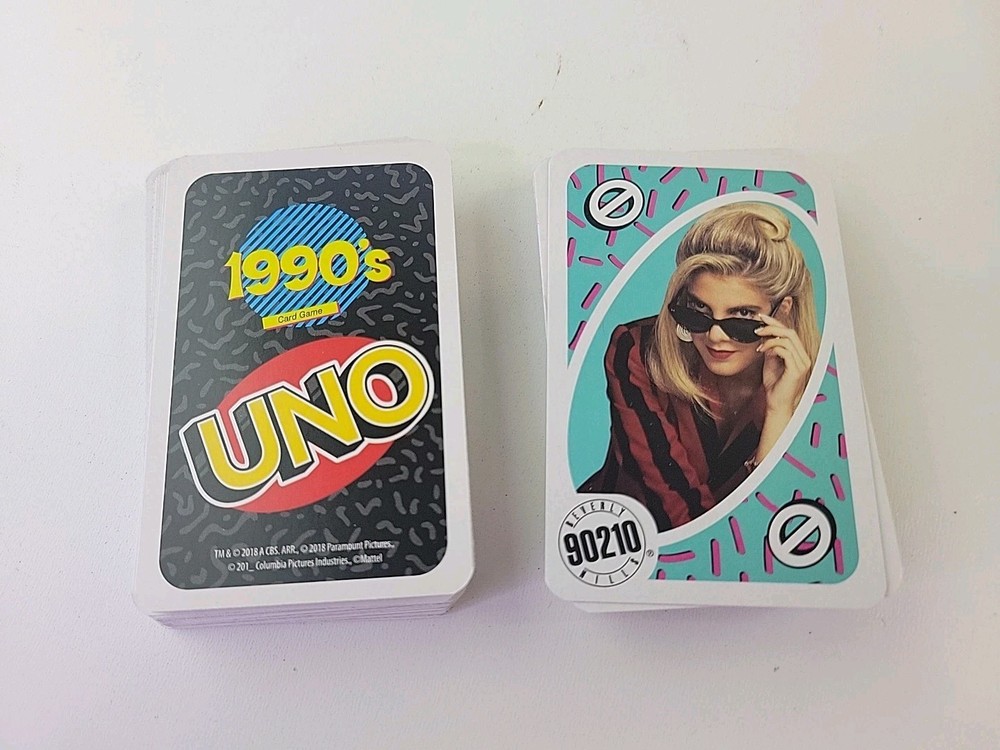 1990's
Card Game
UNO
TM & © 2018 A CBS. ARR., © 2018 Paramount Pictures.,
© 201_ Columbia Pictures Industries., ©Mattel
BEVERLY
90210
HILLS
®